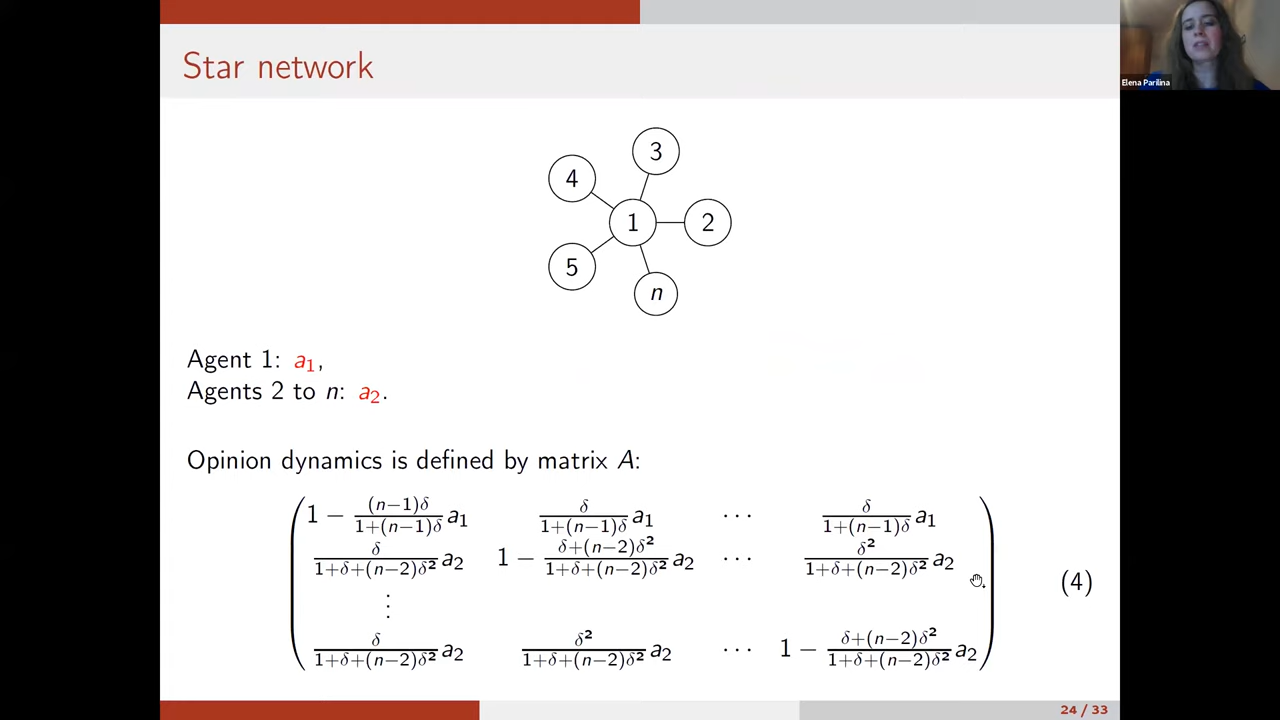 Elena Parilina
Star network
3
4
1
2
5
n
Agent 1: a₁,
Agents 2 to n: a₂.
Opinion dynamics is defined by matrix A:
1 − (n−1)δ/1+(n−1)δ a₁ δ/1+(n−1)δ a₁ ⋯ δ/1+(n−1)δ a₁
δ/1+δ+(n−2)δ² a₂ 1 − δ+(n−2)δ²/1+δ+(n−2)δ² a₂ ⋯ δ²/1+δ+(n−2)δ² a₂
⋮
(4)
δ/1+δ+(n−2)δ² a₂ δ²/1+δ+(n−2)δ² a₂ ⋯ 1 − δ+(n−2)δ²/1+δ+(n−2)δ² a₂
24 / 33